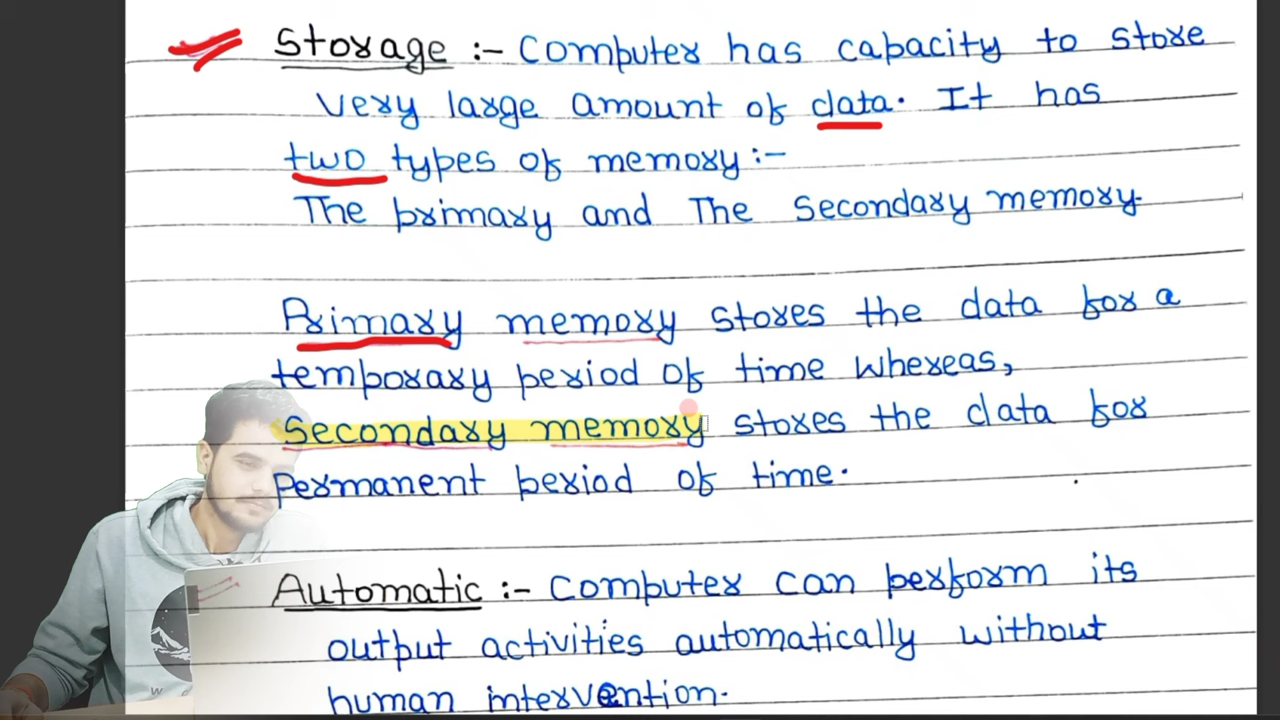 Storage :- Computer has capacity to store
very large amount of data. It has
two types of memory :-
The primary and The Secondary memory.
Primary memory stores the data for a
temporary period of time whereas,
Secondary memory stores the data for
permanent period of time.
Automatic :- Computer can perform its
output activities automatically without
human intervention.